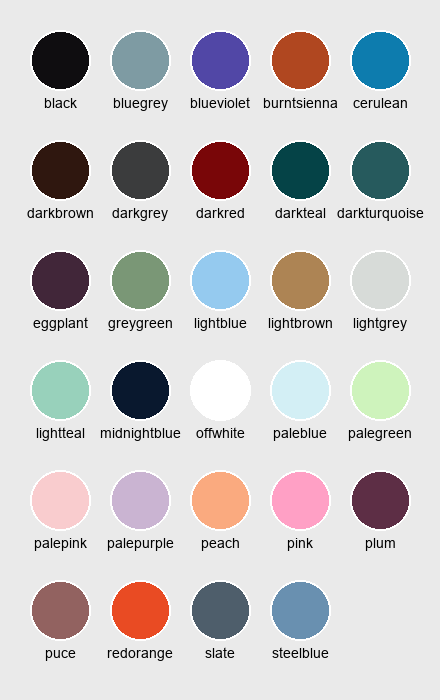 black bluegrey blueviolet burntsienna cerulean
darkbrown darkgrey darkred darkteal darkturquoise
eggplant greygreen lightblue lightbrown lightgrey
lightteal midnightblue offwhite paleblue palegreen
palepink palepurple peach pink plum
puce redorange slate steelblue